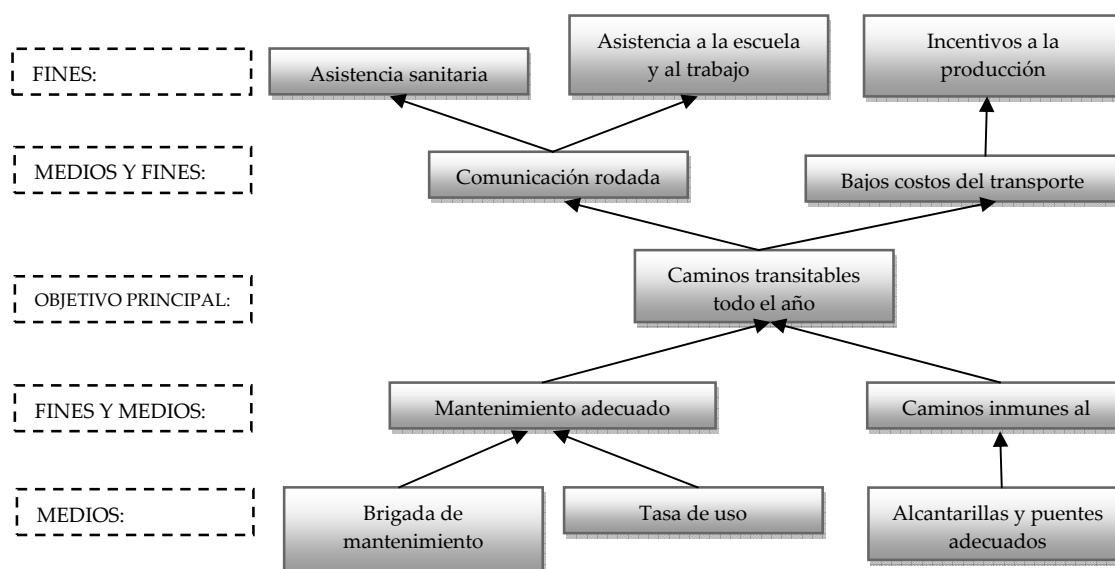 FINES:
Asistencia sanitaria
Asistencia a la escuela
y al trabajo
Incentivos a la
producción
MEDIOS Y FINES:
Comunicación rodada
Bajos costos del transporte
OBJETIVO PRINCIPAL:
Caminos transitables
todo el año
FINES Y MEDIOS:
Mantenimiento adecuado
Caminos inmunes al
MEDIOS:
Brigada de
mantenimiento
Tasa de uso
Alcantarillas y puentes
adecuados